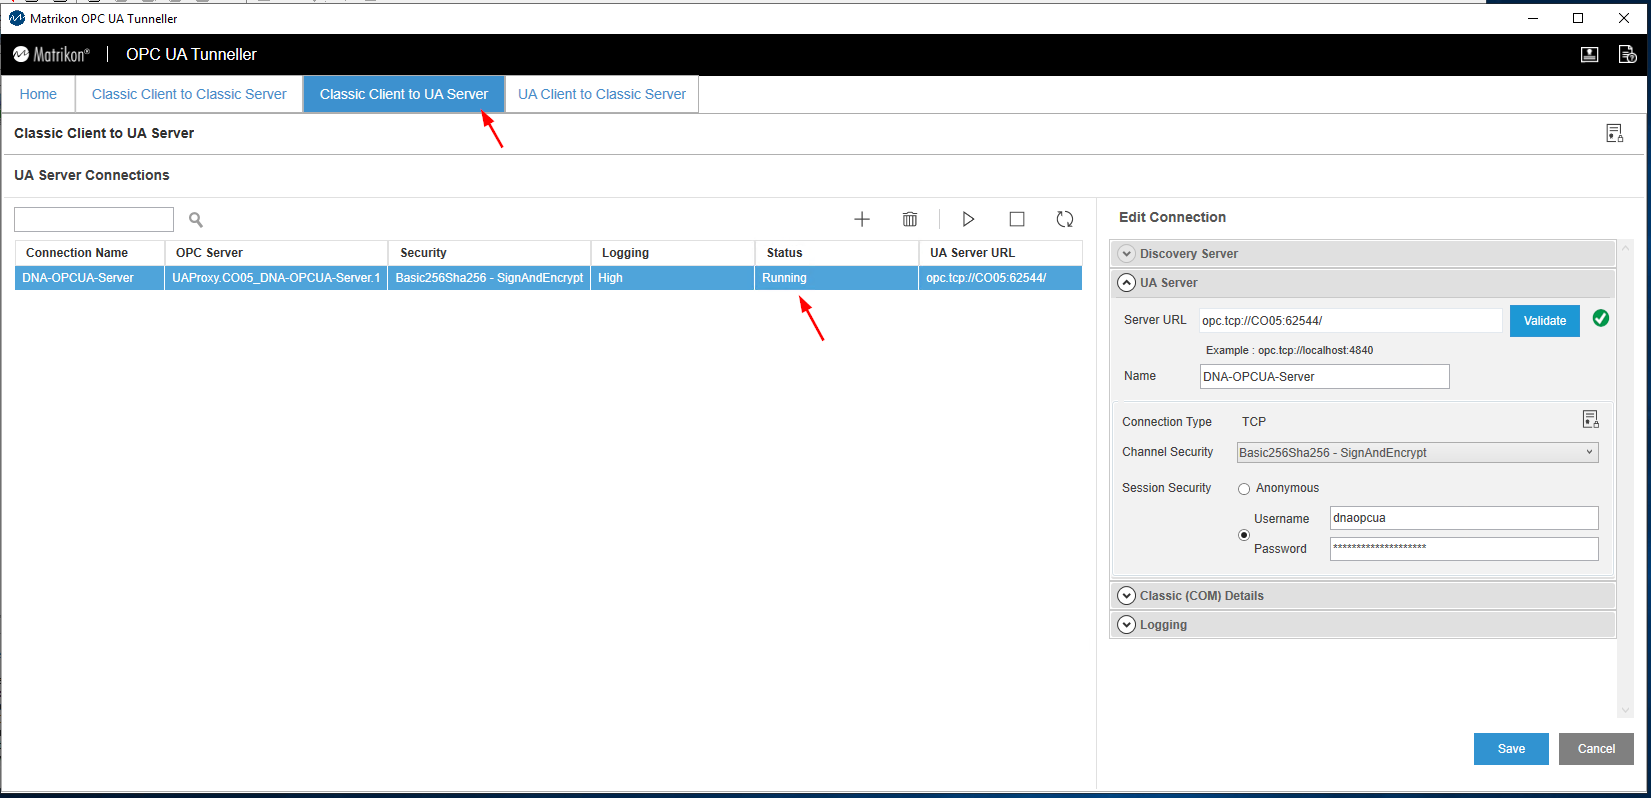 Matrikon OPC UA Tunneller
Matrikon® | OPC UA Tunneller
Home
Classic Client to Classic Server
Classic Client to UA Server
UA Client to Classic Server
Classic Client to UA Server
UA Server Connections
Connection Name OPC Server Security Logging Status UA Server URL
DNA-OPCUA-Server UAProxy.CO05_DNA-OPCUA-Server.1 Basic256Sha256 - SignAndEncrypt High Running opc.tcp://CO05:62544/
Edit Connection
Discovery Server
UA Server
Server URL opc.tcp://CO05:62544/ Validate
Example : opc.tcp://localhost:4840
Name DNA-OPCUA-Server
Connection Type TCP
Channel Security Basic256Sha256 - SignAndEncrypt
Session Security Anonymous
Username dnaopcua
Password ********************
Classic (COM) Details
Logging
Save Cancel